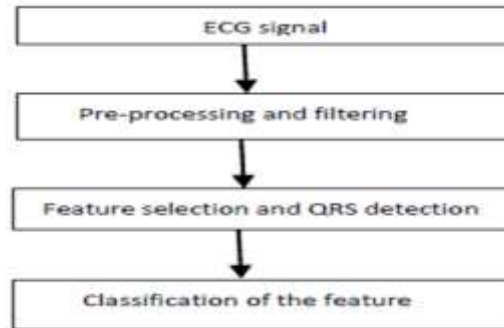 ECG signal
Pre-processing and filtering
Feature selection and QRS detection
Classification of the feature